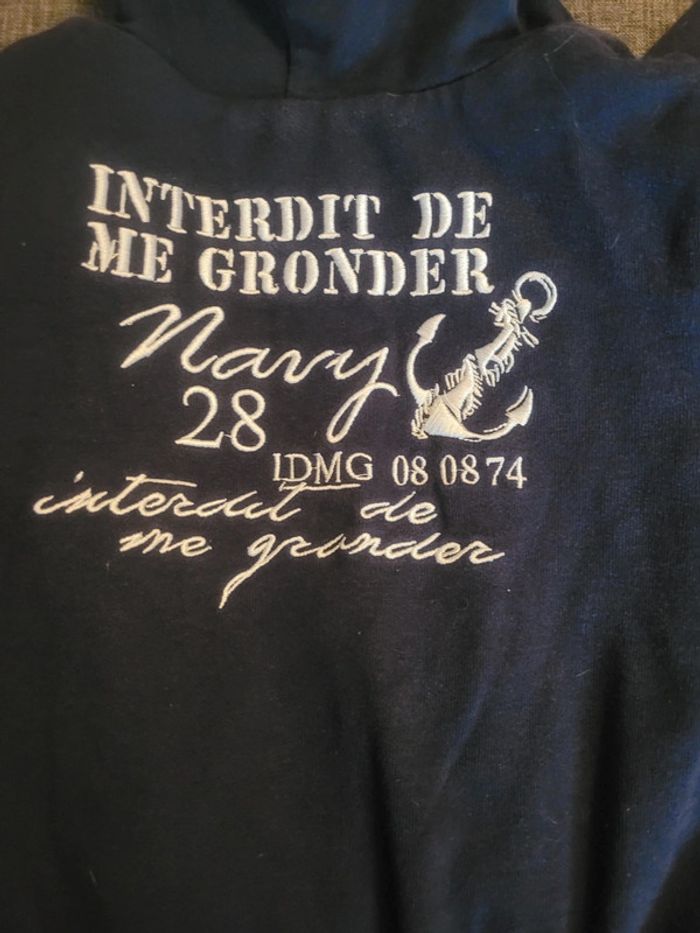 INTERDIT DE
ME GRONDER
Navy
28
IDMG 08 08 74
interdit de
me gronder